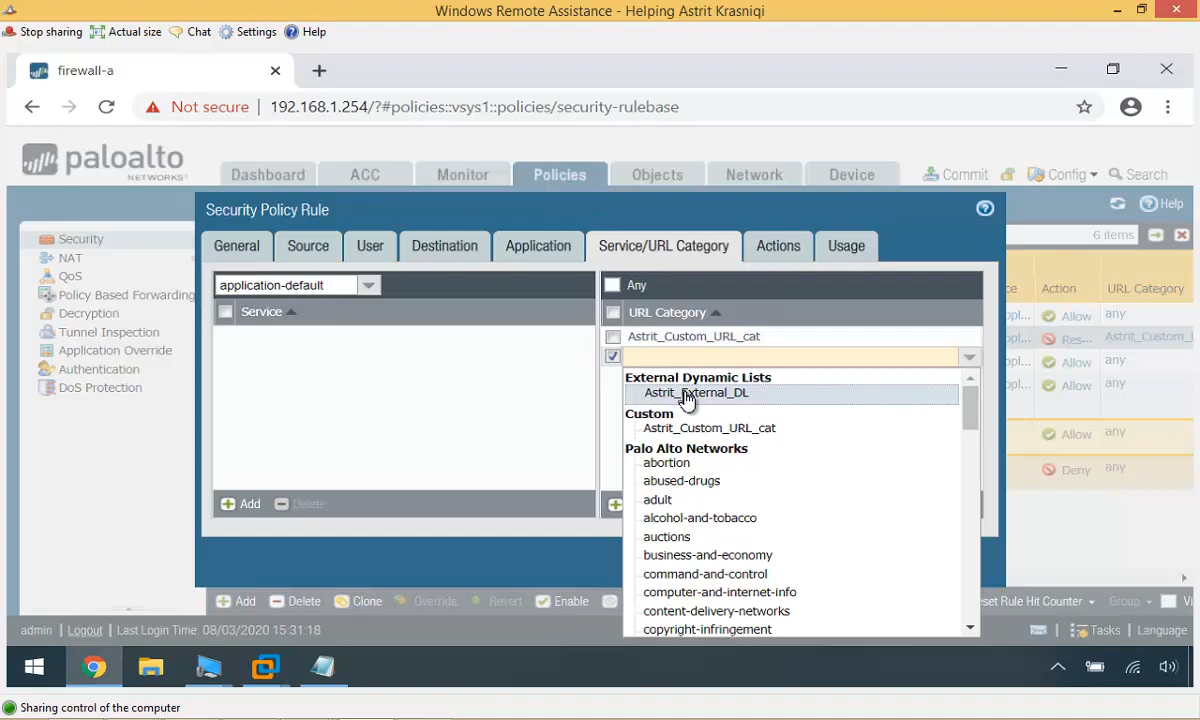 Windows Remote Assistance - Helping Astrit Krasniqi
Stop sharing Actual size Chat Settings Help
firewall-a
Not secure | 192.168.1.254/?#policies::vsys1::policies/security-rulebase
paloalto
NETWORKS
Dashboard ACC Monitor Policies Objects Network Device Commit Config Search
Help
Security Policy Rule
Security
NAT
QoS
Policy Based Forwarding
Decryption
Tunnel Inspection
Application Override
Authentication
DoS Protection
General Source User Destination Application Service/URL Category Actions Usage
6 items
application-default
Service
Any
URL Category
Astrit_Custom_URL_cat
External Dynamic Lists
Astrit_External_DL
Custom
Astrit_Custom_URL_cat
Palo Alto Networks
abortion
abused-drugs
adult
alcohol-and-tobacco
auctions
business-and-economy
command-and-control
computer-and-internet-info
content-delivery-networks
copyright-infringement
Add Delete
Action URL Category
Allow any
Res... Astrit_Custom_
Allow any
Allow any
Allow any
Deny any
Add Delete Clone Override Revert Enable
Reset Rule Hit Counter Group
admin | Logout | Last Login Time: 08/03/2020 15:31:18
Tasks | Language
Sharing control of the computer